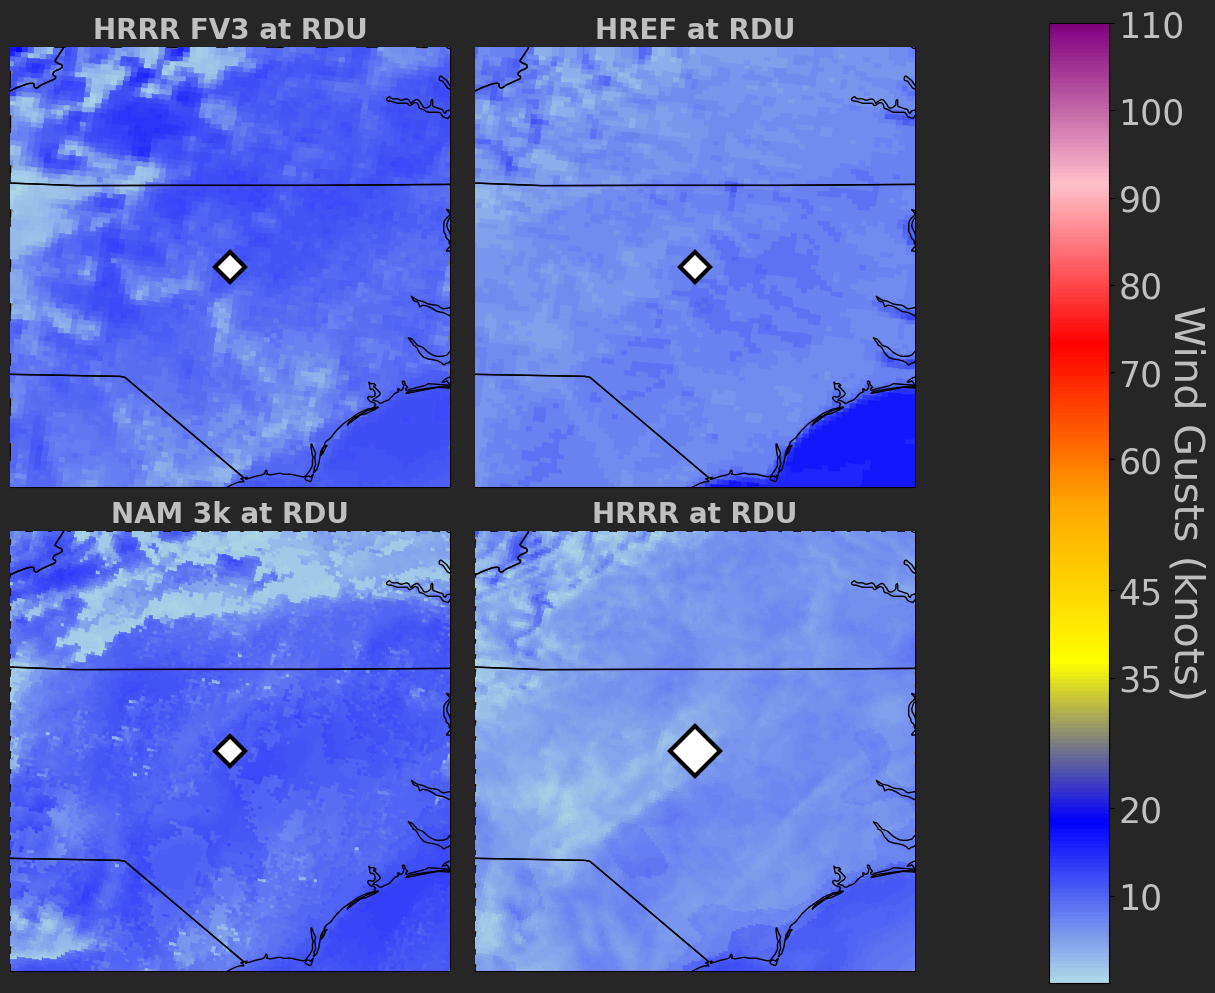 HRRR FV3 at RDU
HREF at RDU
NAM 3k at RDU
HRRR at RDU
110
100
90
80
70
60
45
35
20
10
Wind Gusts (knots)